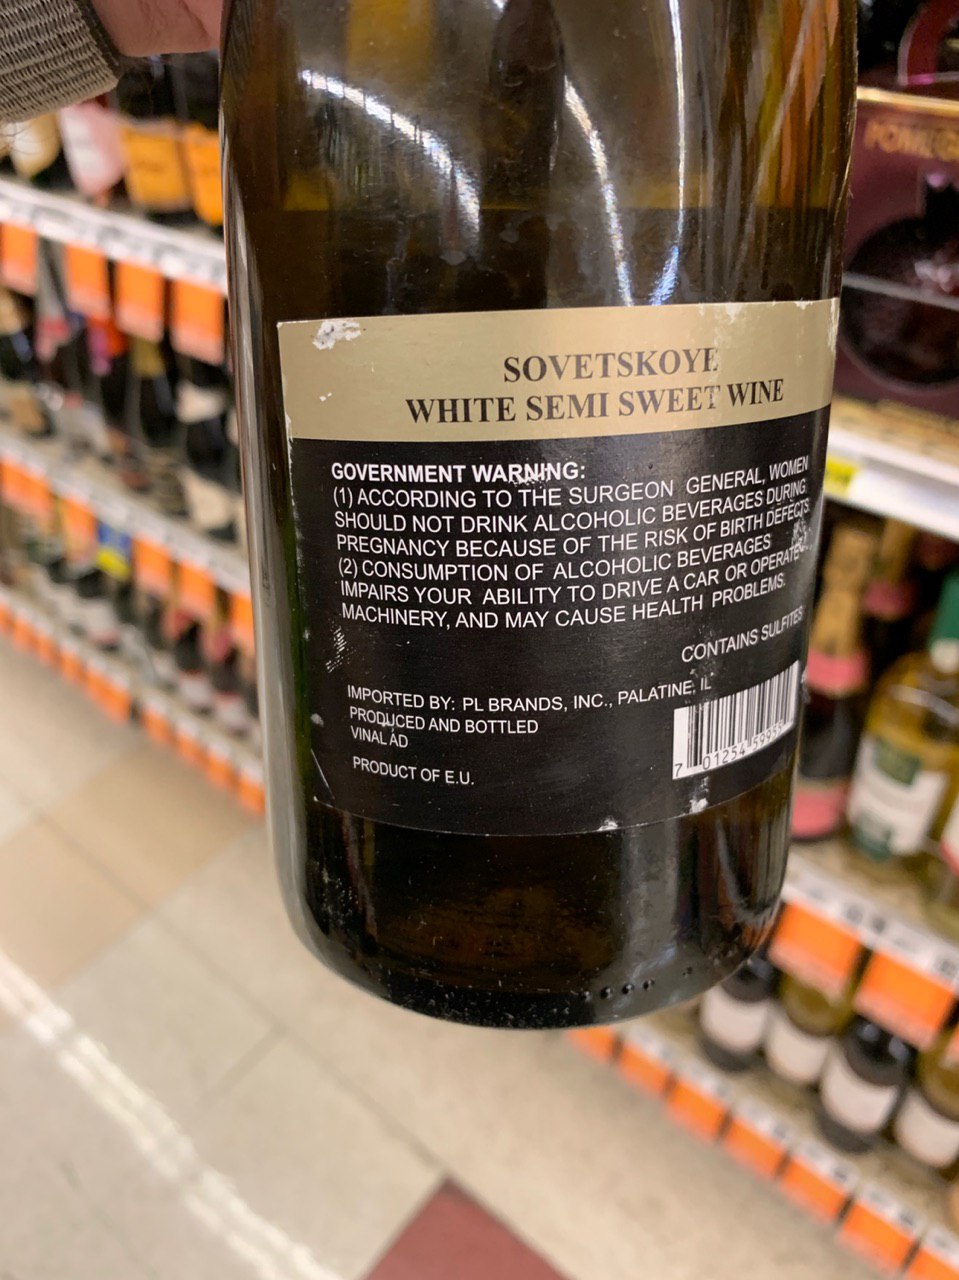 SOVETSKOYE
WHITE SEMI SWEET WINE
GOVERNMENT WARNING:
(1) ACCORDING TO THE SURGEON GENERAL, WOMEN
SHOULD NOT DRINK ALCOHOLIC BEVERAGES DURING
PREGNANCY BECAUSE OF THE RISK OF BIRTH DEFECTS.
(2) CONSUMPTION OF ALCOHOLIC BEVERAGES
IMPAIRS YOUR ABILITY TO DRIVE A CAR OR OPERATE
MACHINERY, AND MAY CAUSE HEALTH PROBLEMS.
CONTAINS SULFITES
IMPORTED BY: PL BRANDS, INC., PALATINE, IL
PRODUCED AND BOTTLED
VINAL AD
PRODUCT OF E.U.